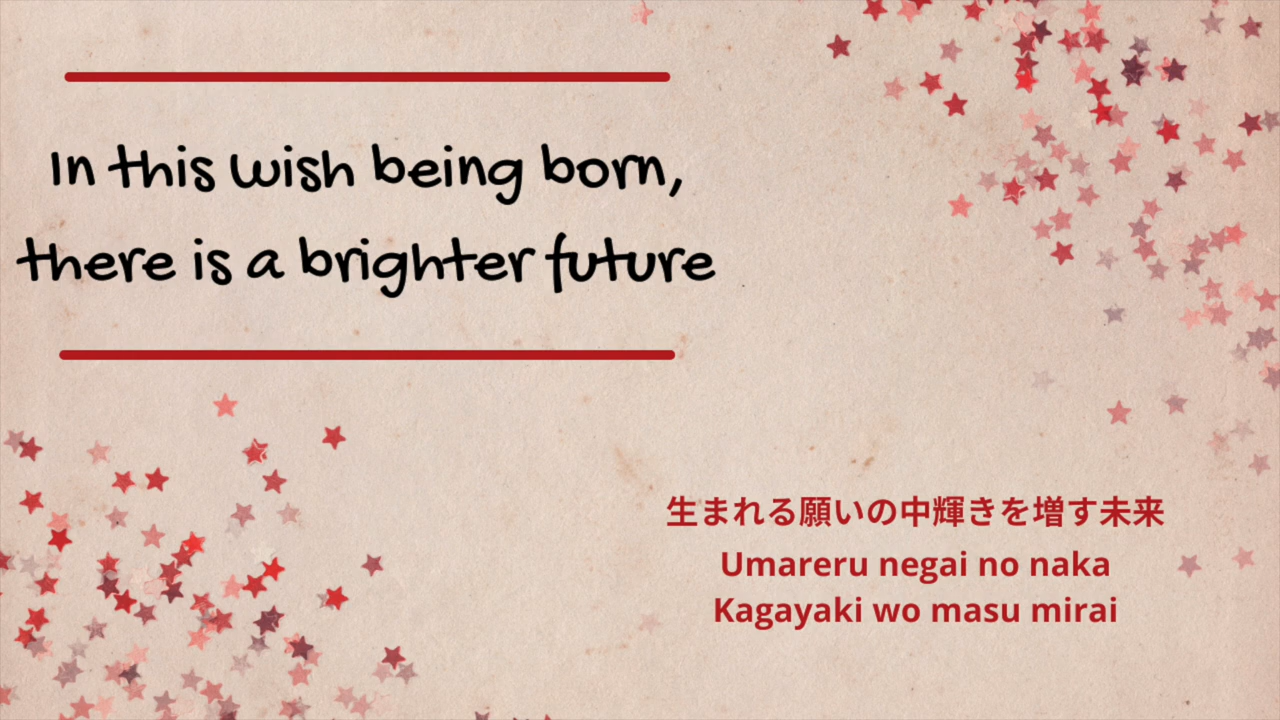 In this wish being born,
there is a brighter future
生まれる願いの中輝きを増す未来
Umareru negai no naka
Kagayaki wo masu mirai